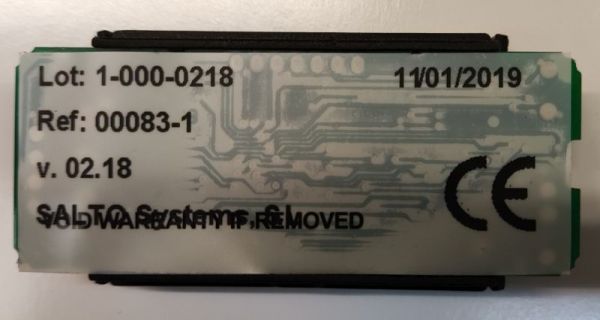 Lot: 1-000-0218 11/01/2019
Ref: 00083-1
v. 02.18
CE
SALTO Systems, S.L.
VOID WARRANTY IF REMOVED